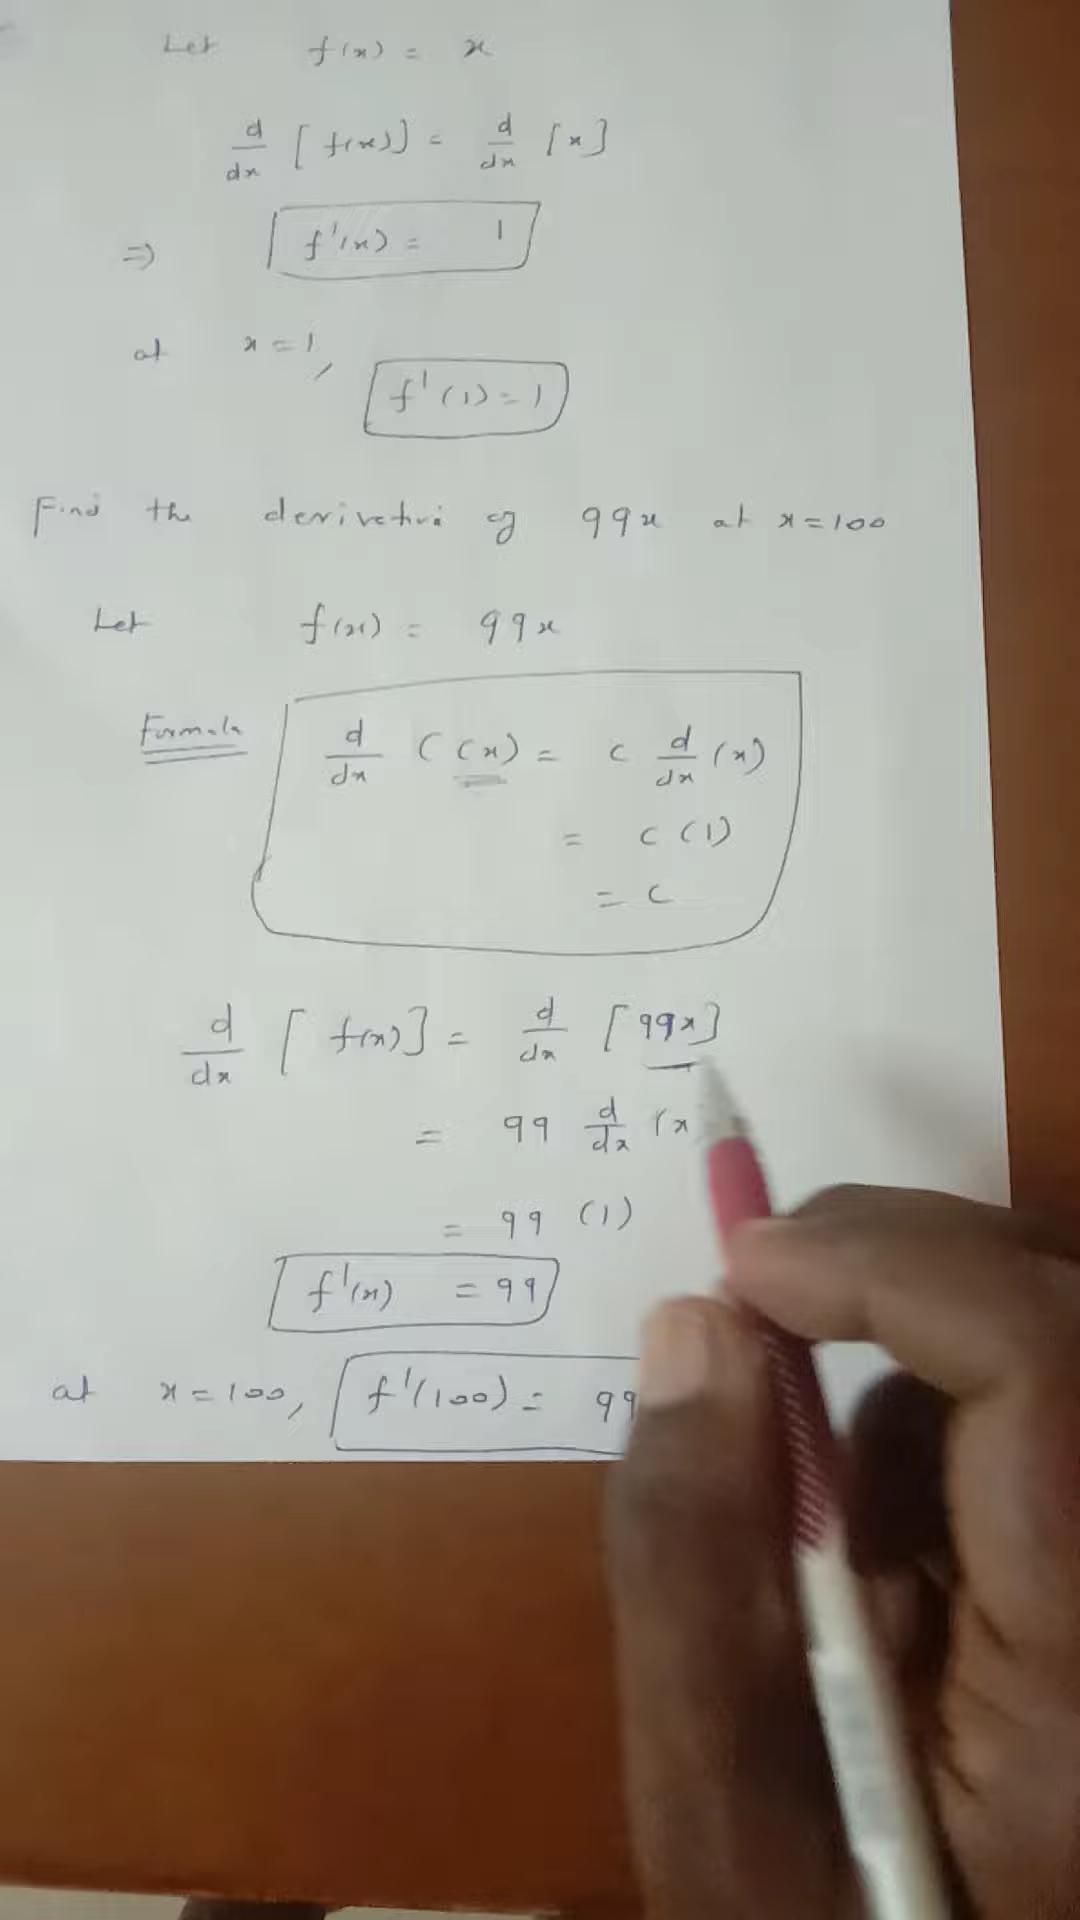 Let f(x) = x
d/dx [f(x)] = d/dx [x]
⇒ f'(x) = 1
at x = 1, f'(1) = 1
Find the derivative of 99x at x = 100
Let f(x) = 99x
Formula d/dx (cx) = c d/dx (x)
= c (1)
= c
d/dx [f(x)] = d/dx [99x]
= 99 d/dx (x
= 99 (1)
f'(x) = 99
at x = 100, f'(100) = 99